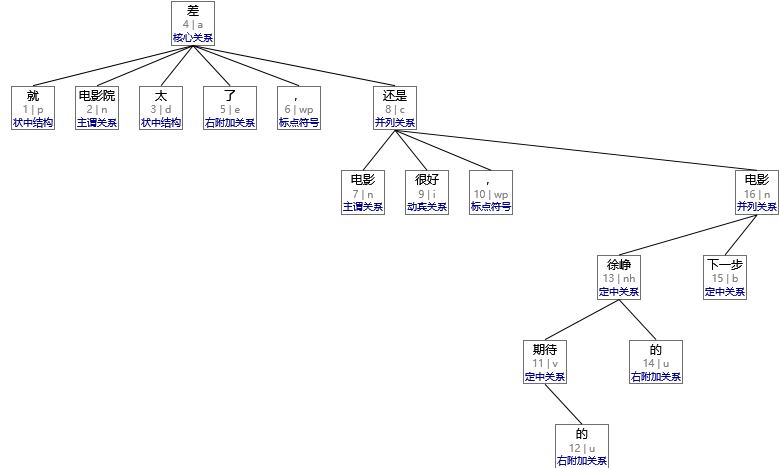 差
4 | a
核心关系
就
1 | p
状中结构
电影院
2 | n
主谓关系
太
3 | d
状中结构
了
5 | e
右附加关系
，
6 | wp
标点符号
还是
8 | c
并列关系
电影
7 | n
主谓关系
很好
9 | i
动宾关系
，
10 | wp
标点符号
电影
16 | n
并列关系
徐峥
13 | nh
定中关系
下一步
15 | b
定中关系
期待
11 | v
定中关系
的
14 | u
右附加关系
的
12 | u
右附加关系